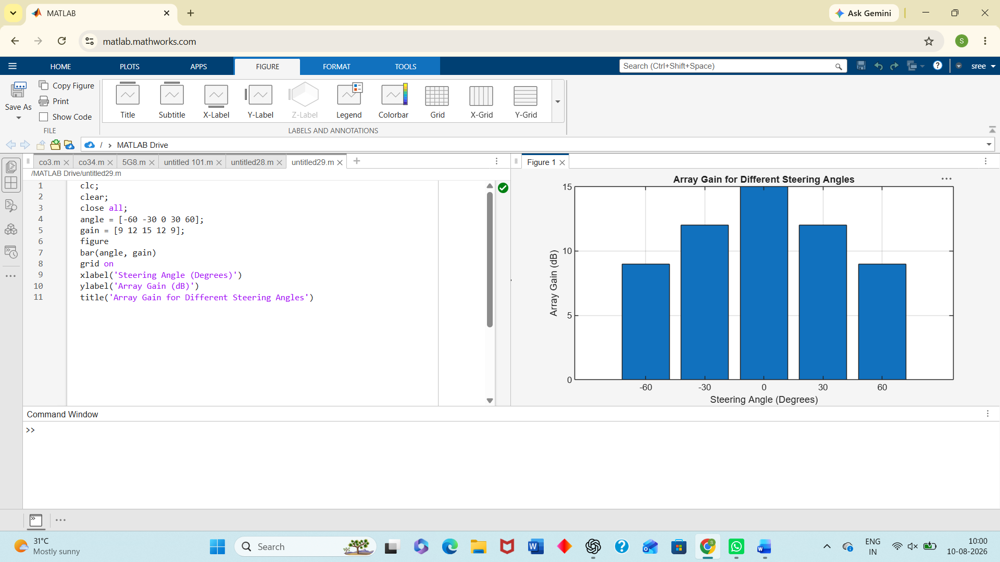 MATLAB
Ask Gemini
matlab.mathworks.com
S
HOME PLOTS APPS FIGURE FORMAT TOOLS
Search (Ctrl+Shift+Space)
sree
Save As
Copy Figure
Print
Show Code
FILE
Title Subtitle X-Label Y-Label Z-Label Legend Colorbar Grid X-Grid Y-Grid
LABELS AND ANNOTATIONS
/ › MATLAB Drive
co3.m co34.m 5G8.m untitled 101.m untitled28.m untitled29.m
/MATLAB Drive/untitled29.m
1 clc;
2 clear;
3 close all;
4 angle = [-60 -30 0 30 60];
5 gain = [9 12 15 12 9];
6 figure
7 bar(angle, gain)
8 grid on
9 xlabel('Steering Angle (Degrees)')
10 ylabel('Array Gain (dB)')
11 title('Array Gain for Different Steering Angles')
Figure 1
Array Gain for Different Steering Angles
15
10
5
0
Array Gain (dB)
-60 -30 0 30 60
Steering Angle (Degrees)
Command Window
>>
31°C
Mostly sunny
Search
ENG
IN
10:00
10-08-2026